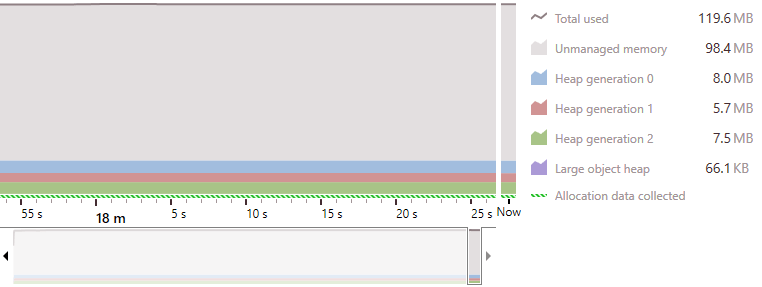 Total used 119.6 MB
Unmanaged memory 98.4 MB
Heap generation 0 8.0 MB
Heap generation 1 5.7 MB
Heap generation 2 7.5 MB
Large object heap 66.1 KB
Allocation data collected
55 s 18 m 5 s 10 s 15 s 20 s 25 s Now